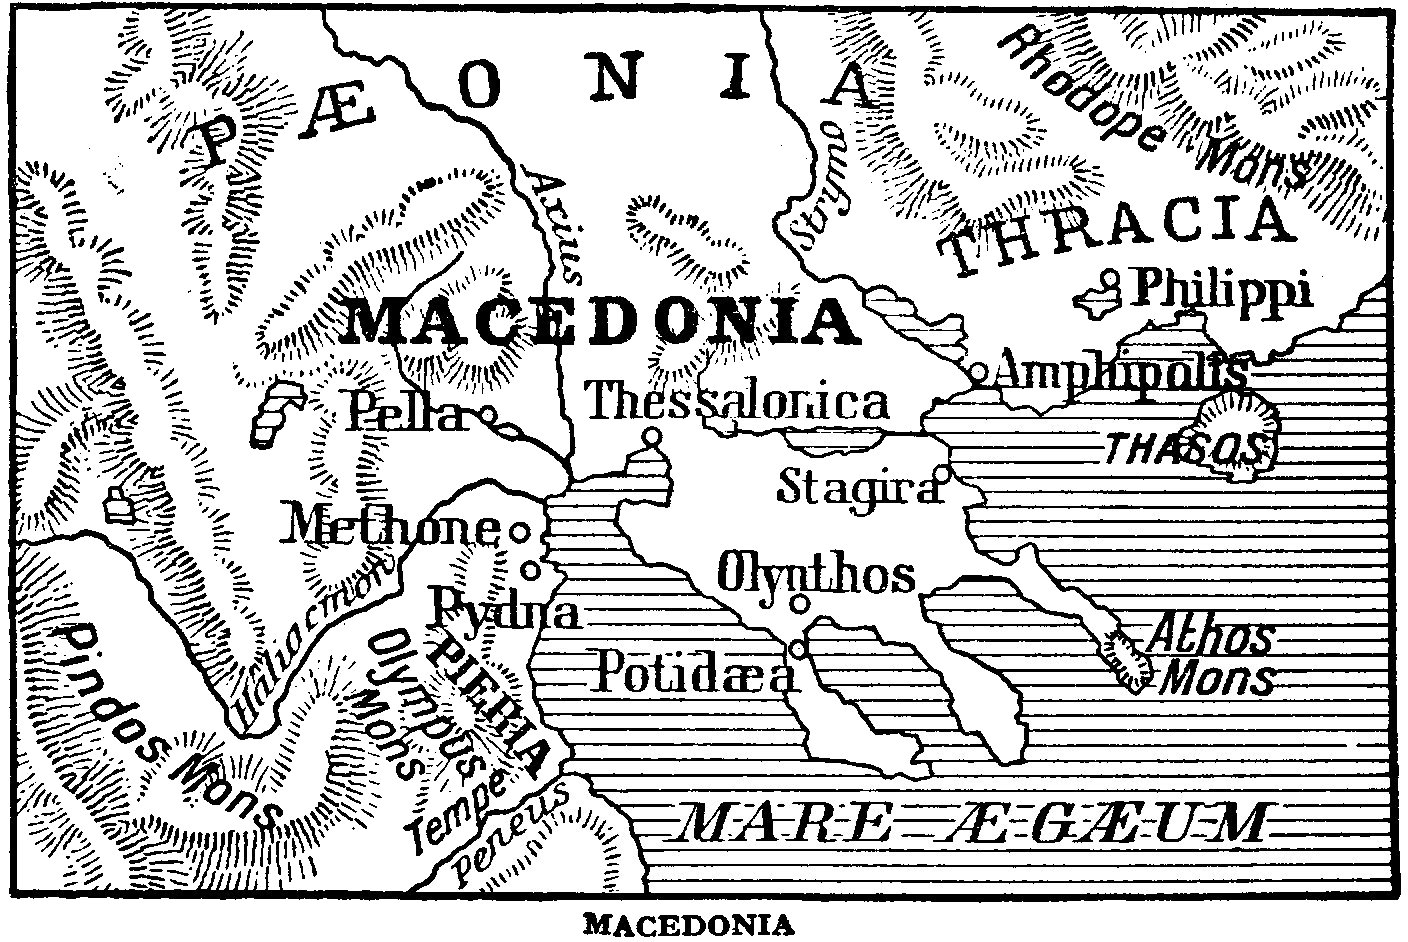 PÆONIA
Rhodope Mons
Axius
Strymo
THRACIA
Philippi
MACEDONIA
Amphipolis
Pella
Thessalonica
THASOS
Stagira
Methone
Olynthos
Haliacmon
Pydna
Athos
Mons
Pindos Mons
Olympus
Mons
PIERIA
Potidæa
Tempe
Peneus
MARE ÆGÆUM
MACEDONIA